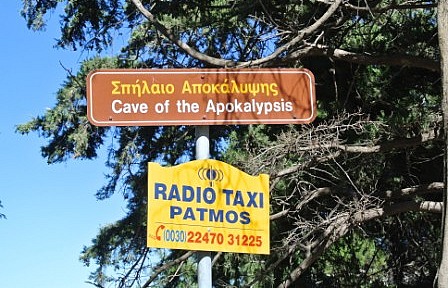 Σπήλαιο Αποκάλυψης
Cave of the Apokalypsis
RADIO TAXI
PATMOS
(0030) 22470 31225